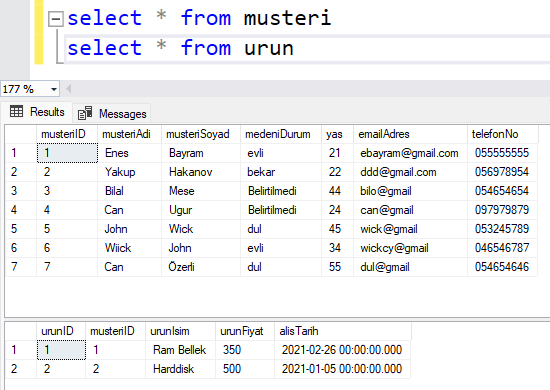 select * from musteri
select * from urun
177 %
Results Messages
musteriID musteriAdi musteriSoyad medeniDurum yas emailAdres telefonNo
1 1 Enes Bayram evli 21 ebayram@gmail.com 055555555
2 2 Yakup Hakanov bekar 22 ddd@gmail.com 056978954
3 3 Bilal Mese Belirtilmedi 44 bilo@gmail 054654654
4 4 Can Ugur Belirtilmedi 24 can@gmail 097979879
5 5 John Wick dul 45 wick@gmail 053245789
6 6 Wiick John evli 34 wickcy@gmail 046546787
7 7 Can Özerli dul 55 dul@gmail 054654646
urunID musteriID urunIsim urunFiyat alisTarih
1 1 1 Ram Bellek 350 2021-02-26 00:00:00.000
2 2 2 Harddisk 500 2021-01-05 00:00:00.000